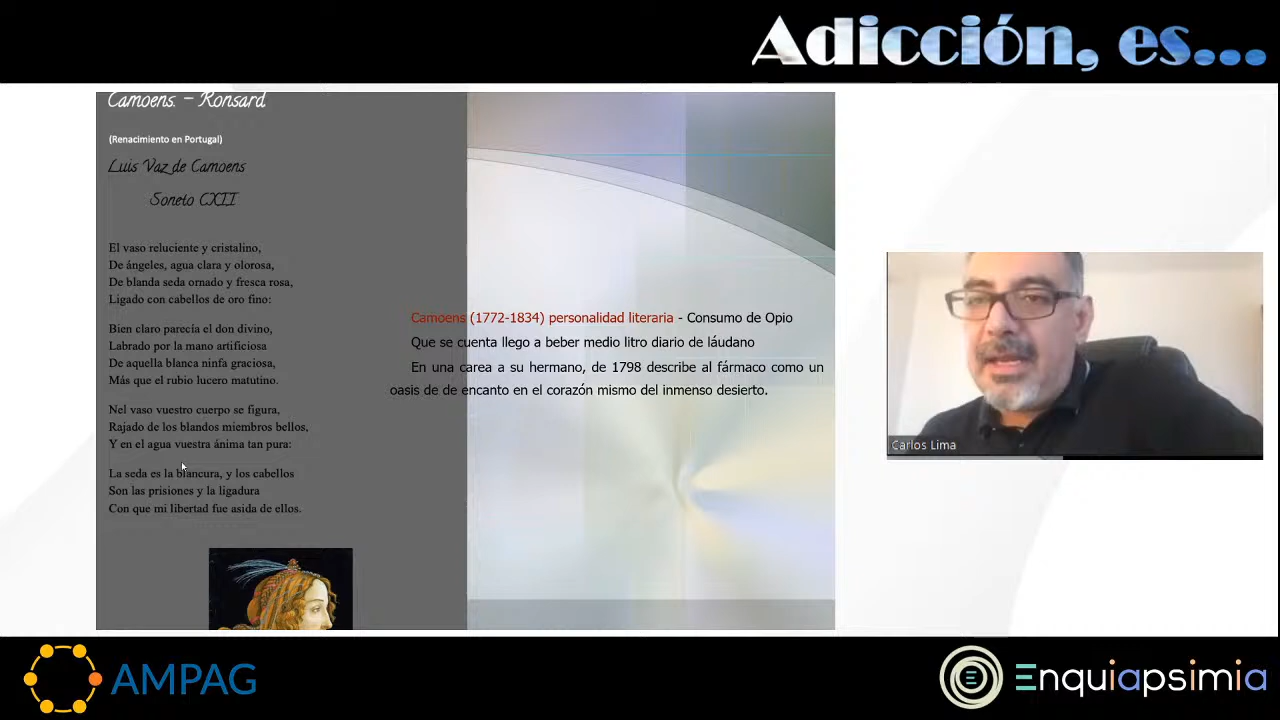 Adicción, es...
Camoens. - Ronsard.
(Renacimiento en Portugal)
Luis Vaz de Camoens
Soneto CXII
El vaso reluciente y cristalino,
De ángeles, agua clara y olorosa,
De blanda seda ornado y fresca rosa,
Ligado con cabellos de oro fino:
Bien claro parecía el don divino,
Labrado por la mano artificiosa
De aquella blanca ninfa graciosa,
Más que el rubio lucero matutino.
Nel vaso vuestro cuerpo se figura,
Rajado de los blandos miembros bellos,
Y en el agua vuestra ánima tan pura:
La seda es la blancura, y los cabellos
Son las prisiones y la ligadura
Con que mi libertad fue asida de ellos.
Camoens (1772-1834) personalidad literaria - Consumo de Opio
Que se cuenta llego a beber medio litro diario de láudano
En una carea a su hermano, de 1798 describe al fármaco como un
oasis de de encanto en el corazón mismo del inmenso desierto.
Carlos Lima
AMPAG
Enquiapsimia